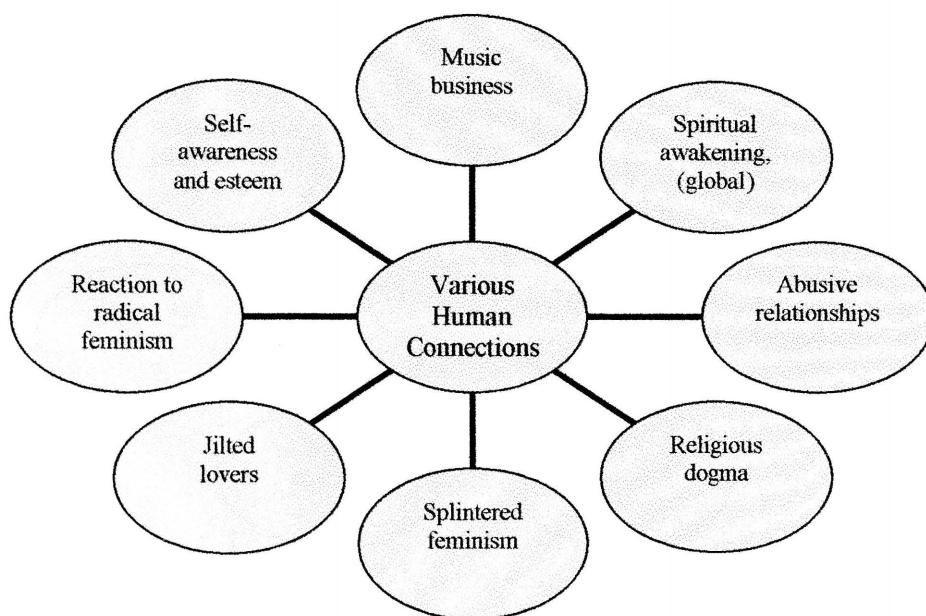 Music
business
Self-
awareness
and esteem
Spiritual
awakening,
(global)
Reaction to
radical
feminism
Various
Human
Connections
Abusive
relationships
Jilted
lovers
Religious
dogma
Splintered
feminism